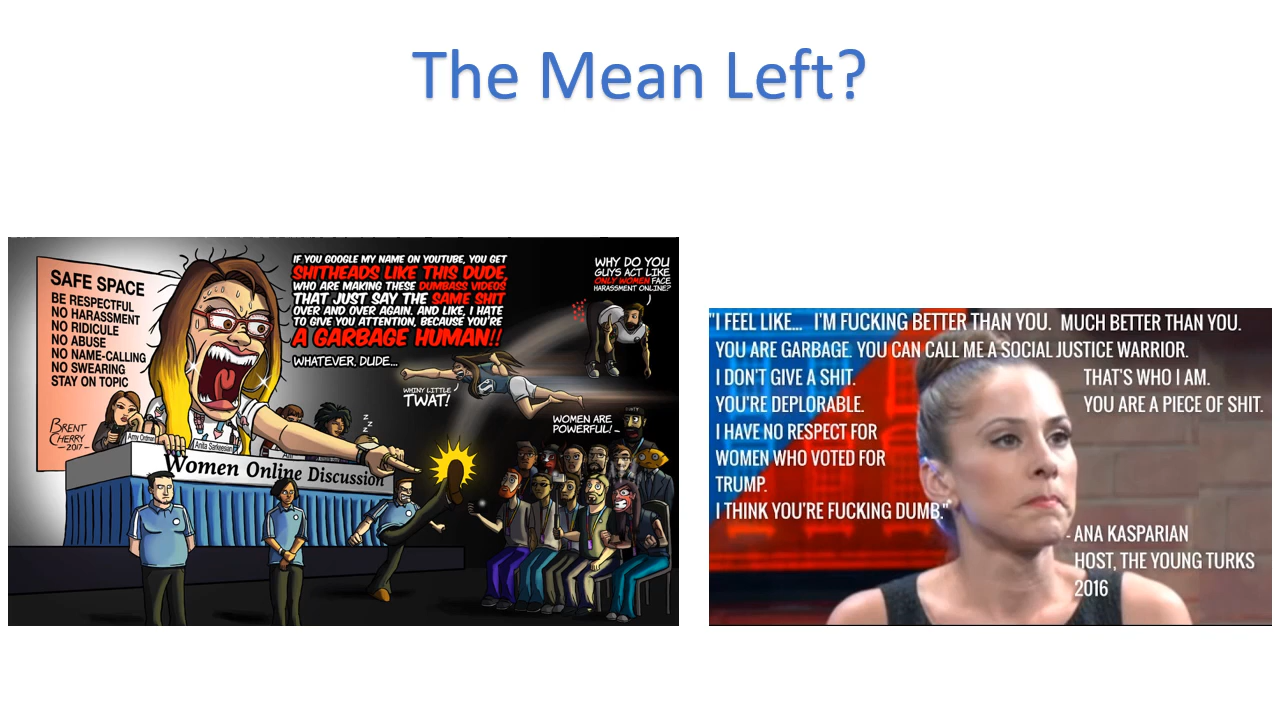 The Mean Left?
SAFE SPACE
BE RESPECTFUL
NO HARASSMENT
NO RIDICULE
NO ABUSE
NO NAME-CALLING
NO SWEARING
STAY ON TOPIC
BRENT
CHERRY
-2017-
IF YOU GOOGLE MY NAME ON YOUTUBE, YOU GET
SHITHEADS LIKE THIS DUDE,
WHO ARE MAKING THESE DUMBASS VIDEOS
THAT JUST SAY THE SAME SHIT
OVER AND OVER AGAIN. AND LIKE, I HATE
TO GIVE YOU ATTENTION, BECAUSE YOU'RE
A GARBAGE HUMAN!!
WHATEVER, DUDE...
WHY DO YOU
GUYS ACT LIKE
ONLY WOMEN FACE
HARASSMENT ONLINE?
WHINY LITTLE
TWAT!
WOMEN ARE
POWERFUL! -
Z
Z
Z
Anita Sarkeesian
Women Online Discussion
"I FEEL LIKE... I'M FUCKING BETTER THAN YOU. MUCH BETTER THAN YOU.
YOU ARE GARBAGE. YOU CAN CALL ME A SOCIAL JUSTICE WARRIOR.
I DON'T GIVE A SHIT. THAT'S WHO I AM.
YOU'RE DEPLORABLE. YOU ARE A PIECE OF SHIT.
I HAVE NO RESPECT FOR
WOMEN WHO VOTED FOR
TRUMP.
I THINK YOU'RE FUCKING DUMB."
- ANA KASPARIAN
HOST, THE YOUNG TURKS
2016